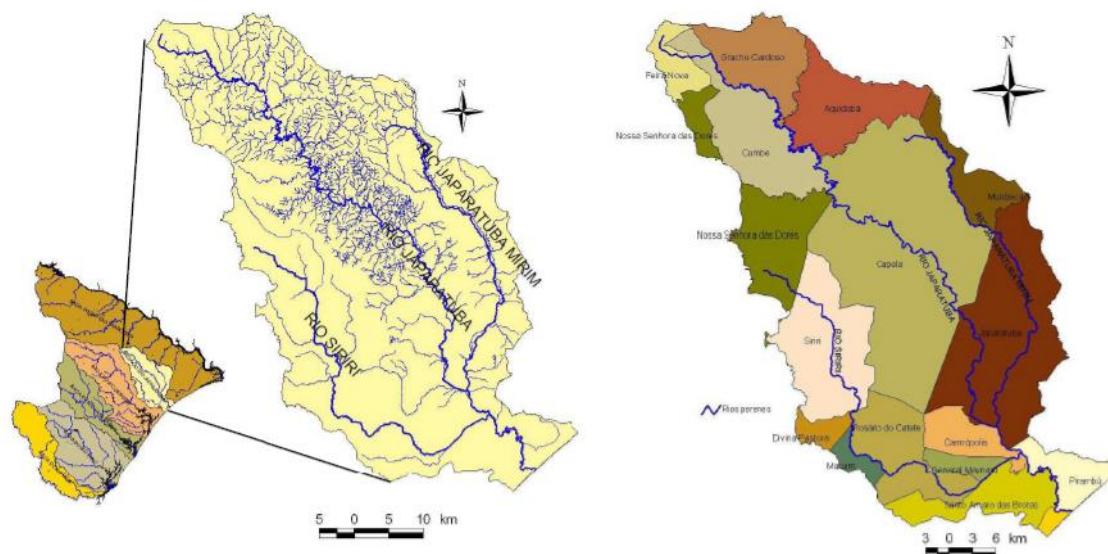 N
RIO JAPARATUBA MIRIM
RIO JAPARATUBA
RIO SIRIRI
5 0 5 10 km
N
Gracho Cardoso
Feira Nova
Aquidabã
Nossa Senhora das Dores
Cumbe
Nossa Senhora das Dores
Capela
RIO JAPARATUBA
Japaratuba
Siriri
RIO SIRIRI
Rios perenes
Rosário do Catete
Carmópolis
Divina Pastora
Maruim
General Maynard
Pirambú
Santo Amaro das Brotas
3 0 3 6 km